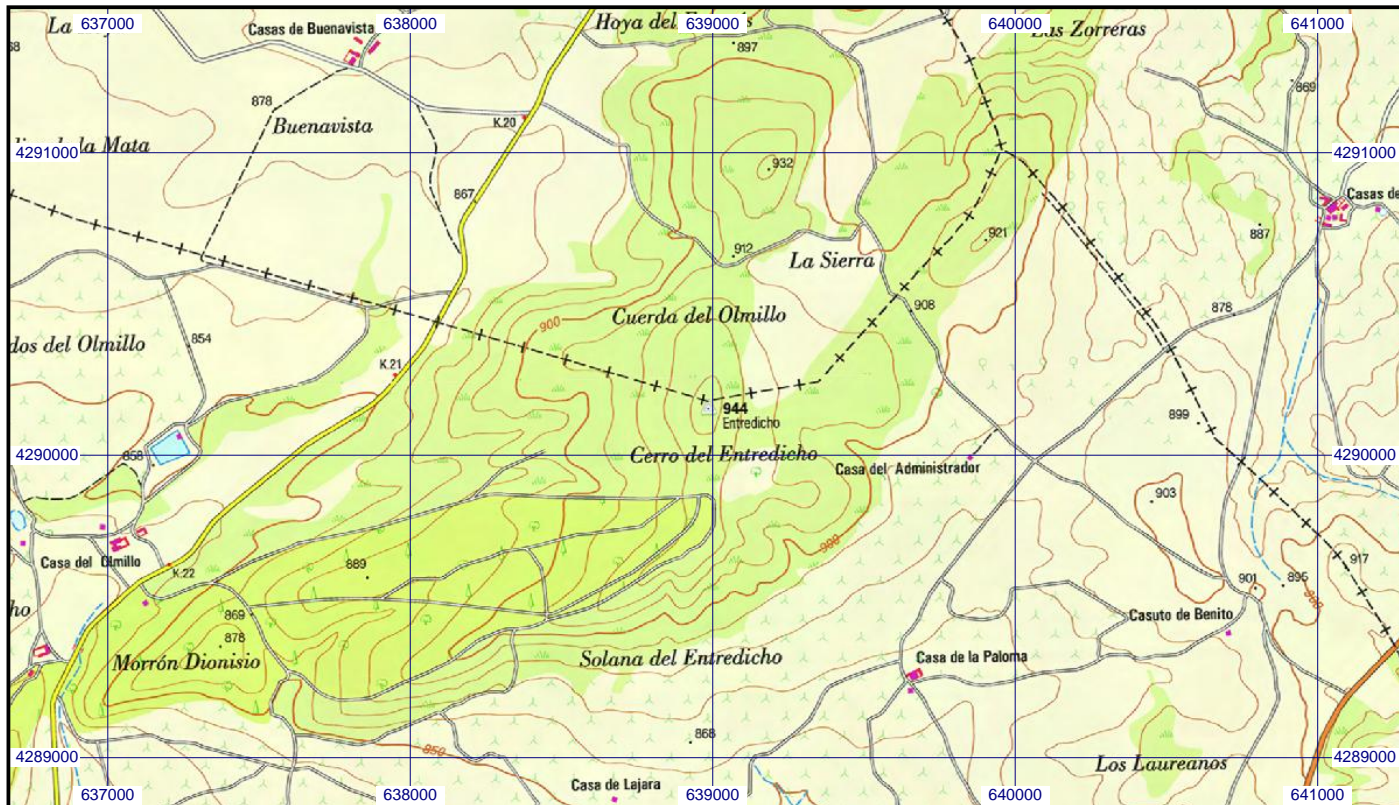 637000
638000
639000
640000
641000
La
Casas de Buenavista
Hoya del
897
Las Zorreras
868
878
Buenavista
K.20
869
la Mata
4291000
4291000
932
867
Casas de
912
921
887
La Sierra
908
878
Cuerda del Olmillo
900
854
dos del Olmillo
K.21
944
Entredicho
899
858
4290000
4290000
Cerro del Entredicho
Casa del Administrador
903
Casa del Olmillo
K.22
889
900
917
901
895
869
878
Casuto de Benito
Morrón Dionisio
Solana del Entredicho
Casa de la Paloma
868
850
4289000
4289000
Los Laureanos
Casa de Lajara
637000
638000
639000
640000
641000